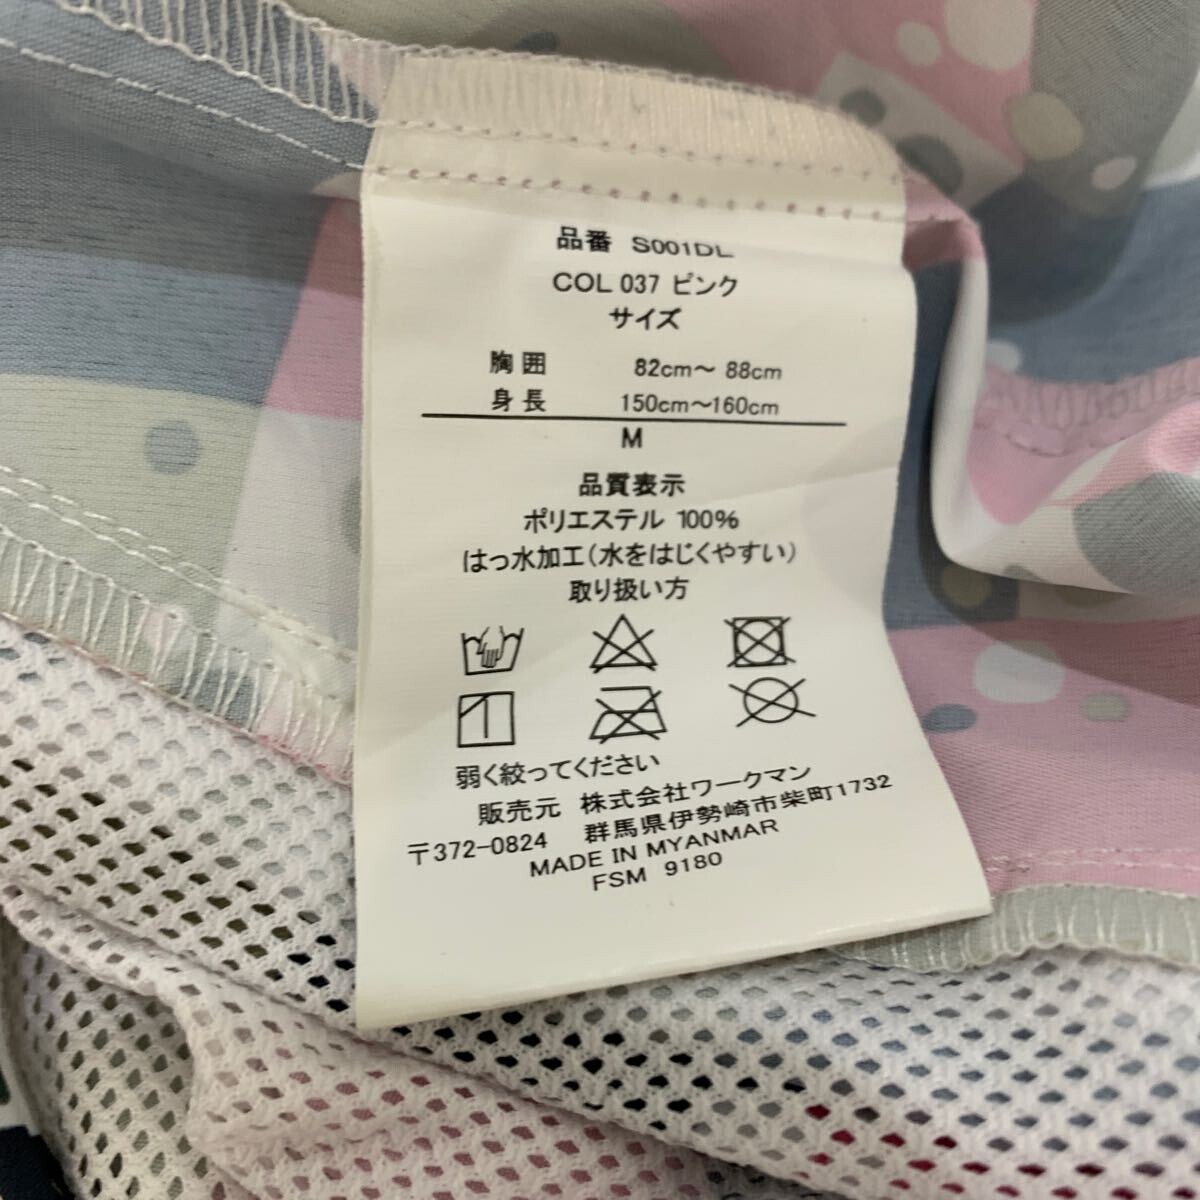 品番 S001DL
COL 037 ピンク
サイズ
胸囲 82cm～ 88cm
身長 150cm～160cm
M
品質表示
ポリエステル 100%
はっ水加工(水をはじくやすい)
取り扱い方
弱く絞ってください
販売元 株式会社ワークマン
〒372-0824 群馬県伊勢崎市柴町1732
MADE IN MYANMAR
FSM 9180